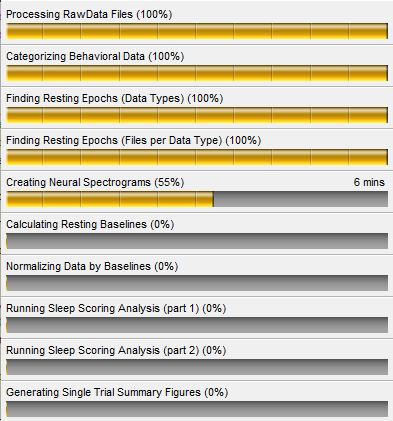 Processing RawData Files (100%)
Categorizing Behavioral Data (100%)
Finding Resting Epochs (Data Types) (100%)
Finding Resting Epochs (Files per Data Type) (100%)
Creating Neural Spectrograms (55%) 6 mins
Calculating Resting Baselines (0%)
Normalizing Data by Baselines (0%)
Running Sleep Scoring Analysis (part 1) (0%)
Running Sleep Scoring Analysis (part 2) (0%)
Generating Single Trial Summary Figures (0%)